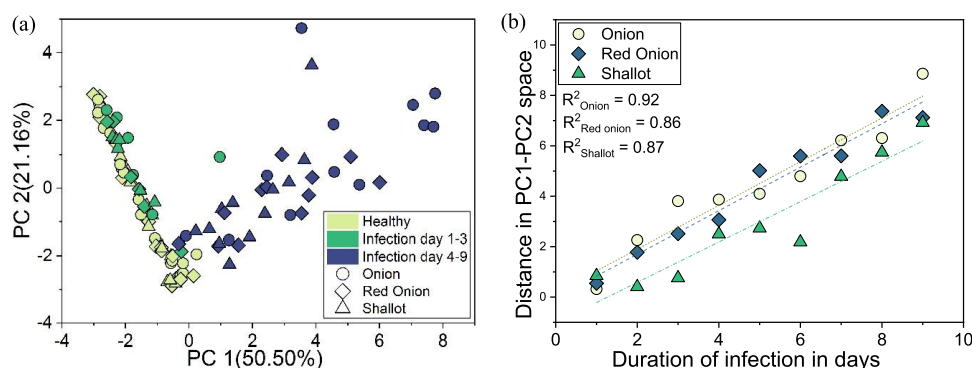 (a)
4
2
0
-2
-4
PC 2(21.16%)
-4
-2
0
2
4
6
8
10
PC 1(50.50%)
Healthy
Infection day 1-3
Infection day 4-9
Onion
Red Onion
Shallot
(b)
Onion
Red Onion
Shallot
R²Onion = 0.92
R²Red onion = 0.86
R²Shallot = 0.87
10
8
6
4
2
0
Distance in PC1-PC2 space
0
2
4
6
8
10
Duration of infection in days